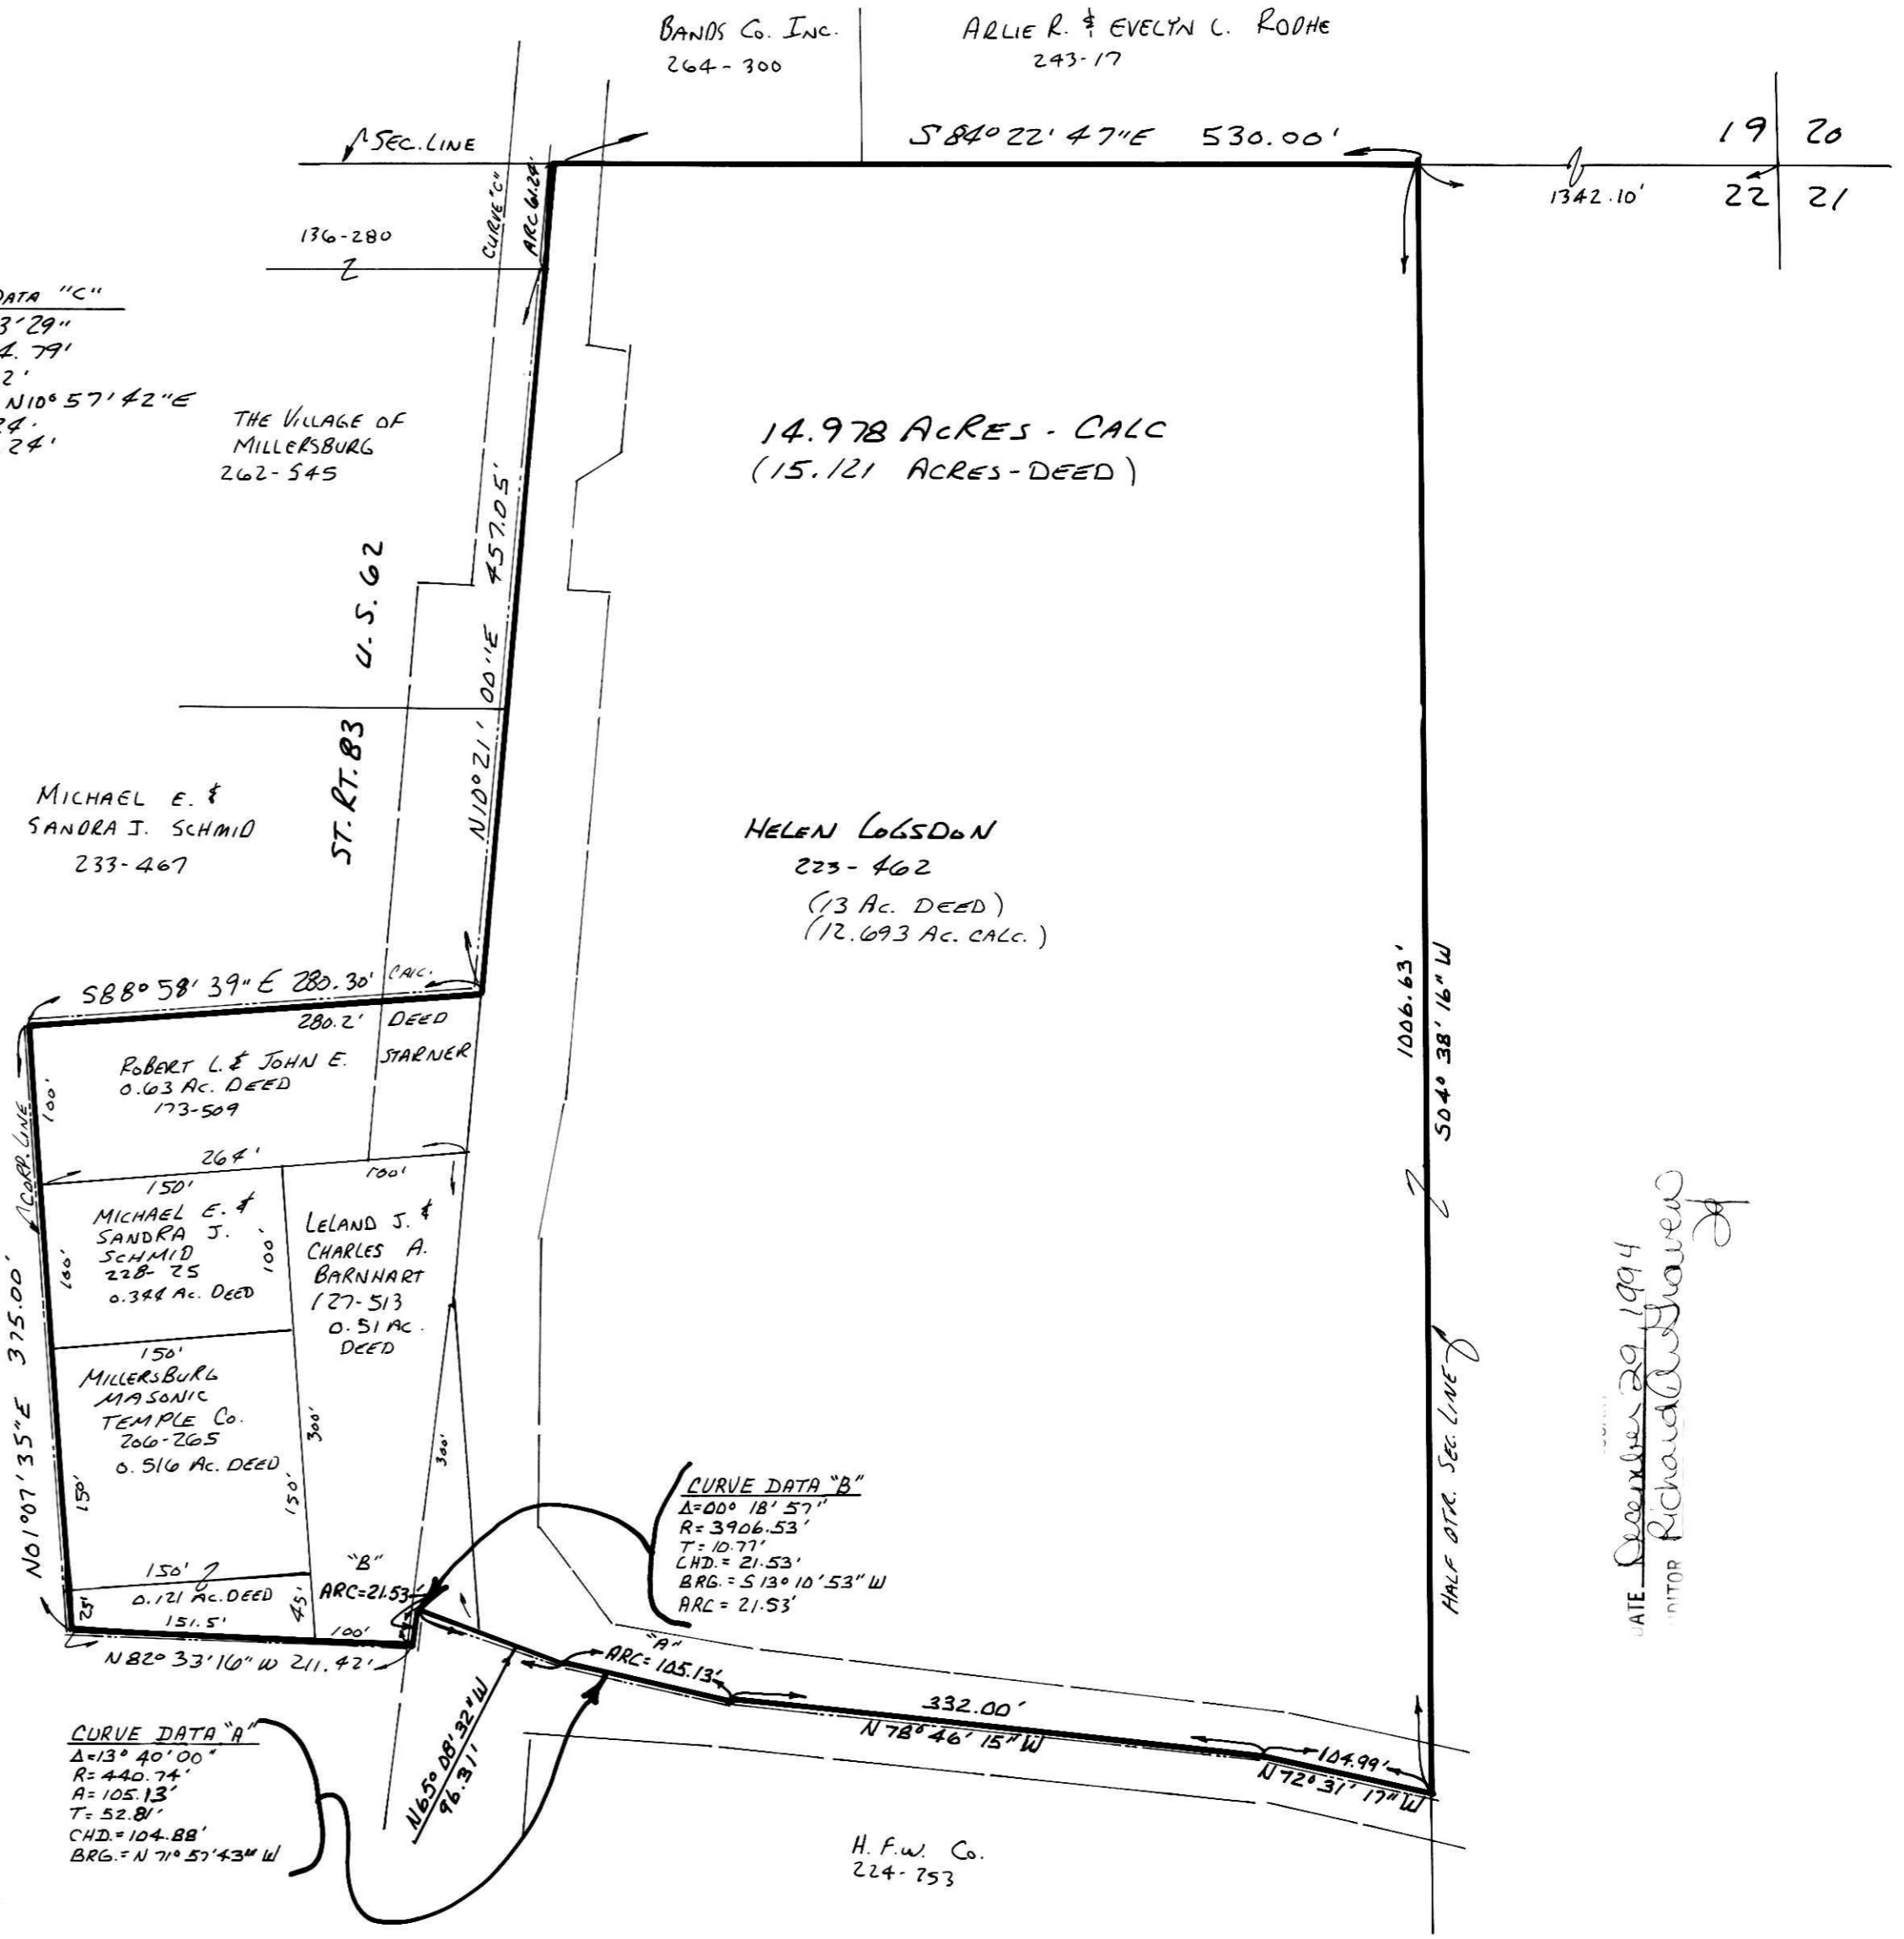 BANDS Co. INC.
264-300
ARLIE R. & EVELYN C. RODHE
243-17
SEC. LINE
S 84° 22' 47" E 530.00'
19 20
22 21
1342.10'
CURVE "C"
ARC 61.24'
136-280
DATA "C"
3' 29"
4.79'
2'
N10° 57' 42" E
24'
24'
THE VILLAGE OF
MILLERSBURG
262-545
14.978 ACRES - CALC
(15.121 ACRES - DEED)
ST. RT. 83 U.S. 62
N10° 21' 00" E 457.05'
MICHAEL E. &
SANDRA J. SCHMID
233-467
HELEN LOGSDON
223-462
(13 Ac. DEED)
(12.693 Ac. CALC.)
1006.63'
S04° 38' 16" W
S88° 58' 39" E 280.30' CALC.
280.2' DEED
ROBERT L. & JOHN E. STARNER
0.63 Ac. DEED
173-509
100'
CORP. LINE
264'
150'
100'
MICHAEL E. &
SANDRA J.
SCHMID
228-25
0.344 Ac. DEED
100'
100'
LELAND J. &
CHARLES A.
BARNHART
127-513
0.51 AC.
DEED
N01° 07' 35" E 375.00'
150'
MILLERSBURG
MASONIC
TEMPLE Co.
206-265
0.516 Ac. DEED
150'
150'
300'
300'
150'
0.121 AC. DEED
25'
45'
151.5'
100'
"B"
ARC=21.53'
N 82° 33' 16" W 211.42'
CURVE DATA "B"
Δ=00° 18' 57"
R= 3906.53'
T= 10.77'
CHD.= 21.53'
BRG.= S 13° 10' 53" W
ARC = 21.53'
"A"
ARC= 105.13'
332.00'
N 78° 46' 15" W
104.99'
N 72° 31' 17" W
N65° 08' 32" W
96.31'
CURVE DATA "A"
Δ=13° 40' 00"
R= 440.74'
A= 105.13'
T= 52.81'
CHD.=104.88'
BRG.= N 71° 57' 43" W
H. F. W. Co.
224-253
HALF QTR. SEC. LINE
DATE December 29, 1994